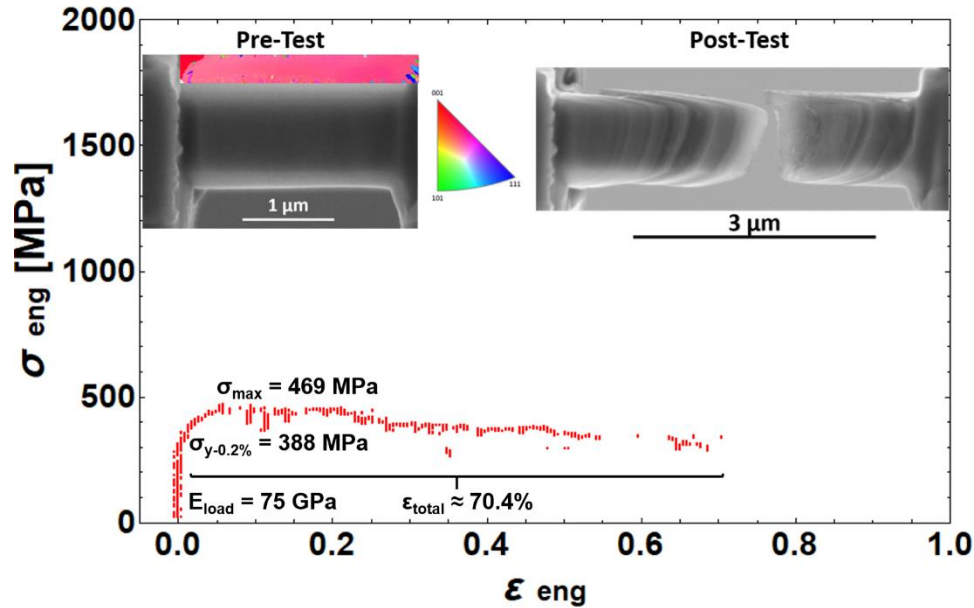 2000
1500
1000
500
0
σ eng [MPa]
Pre-Test
Post-Test
001
101
111
1 μm
3 μm
σmax = 469 MPa
σy-0.2% = 388 MPa
Eload = 75 GPa
εtotal ≈ 70.4%
0.0 0.2 0.4 0.6 0.8 1.0
ε eng